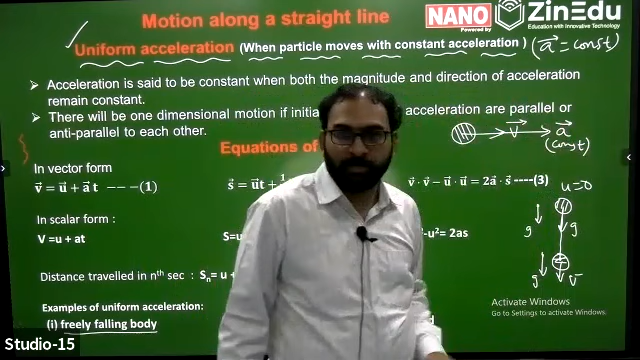 Motion along a straight line
NANO
Powered by
ZinEdu
Education with Innovative Technology
Uniform acceleration (When particle moves with constant acceleration) (a⃗ = const)
➢ Acceleration is said to be constant when both the magnitude and direction of acceleration
remain constant.
➢ There will be one dimensional motion if initial acceleration are parallel or
anti-parallel to each other.
v⃗ a⃗
(const)
Equations of
In vector form
v⃗ = u⃗ + a⃗ t – – –(1)
s⃗ = u⃗t +
v⃗ · v⃗ − u⃗ · u⃗ = 2a⃗ · s⃗ ----(3)
u=0
In scalar form :
V =u + at
- u²= 2as
g g
g v
Distance travelled in nᵗʰ sec : Sₙ= u +
Examples of uniform acceleration:
(i) freely falling body
Activate Windows
Go to Settings to activate Windows.
Studio-15